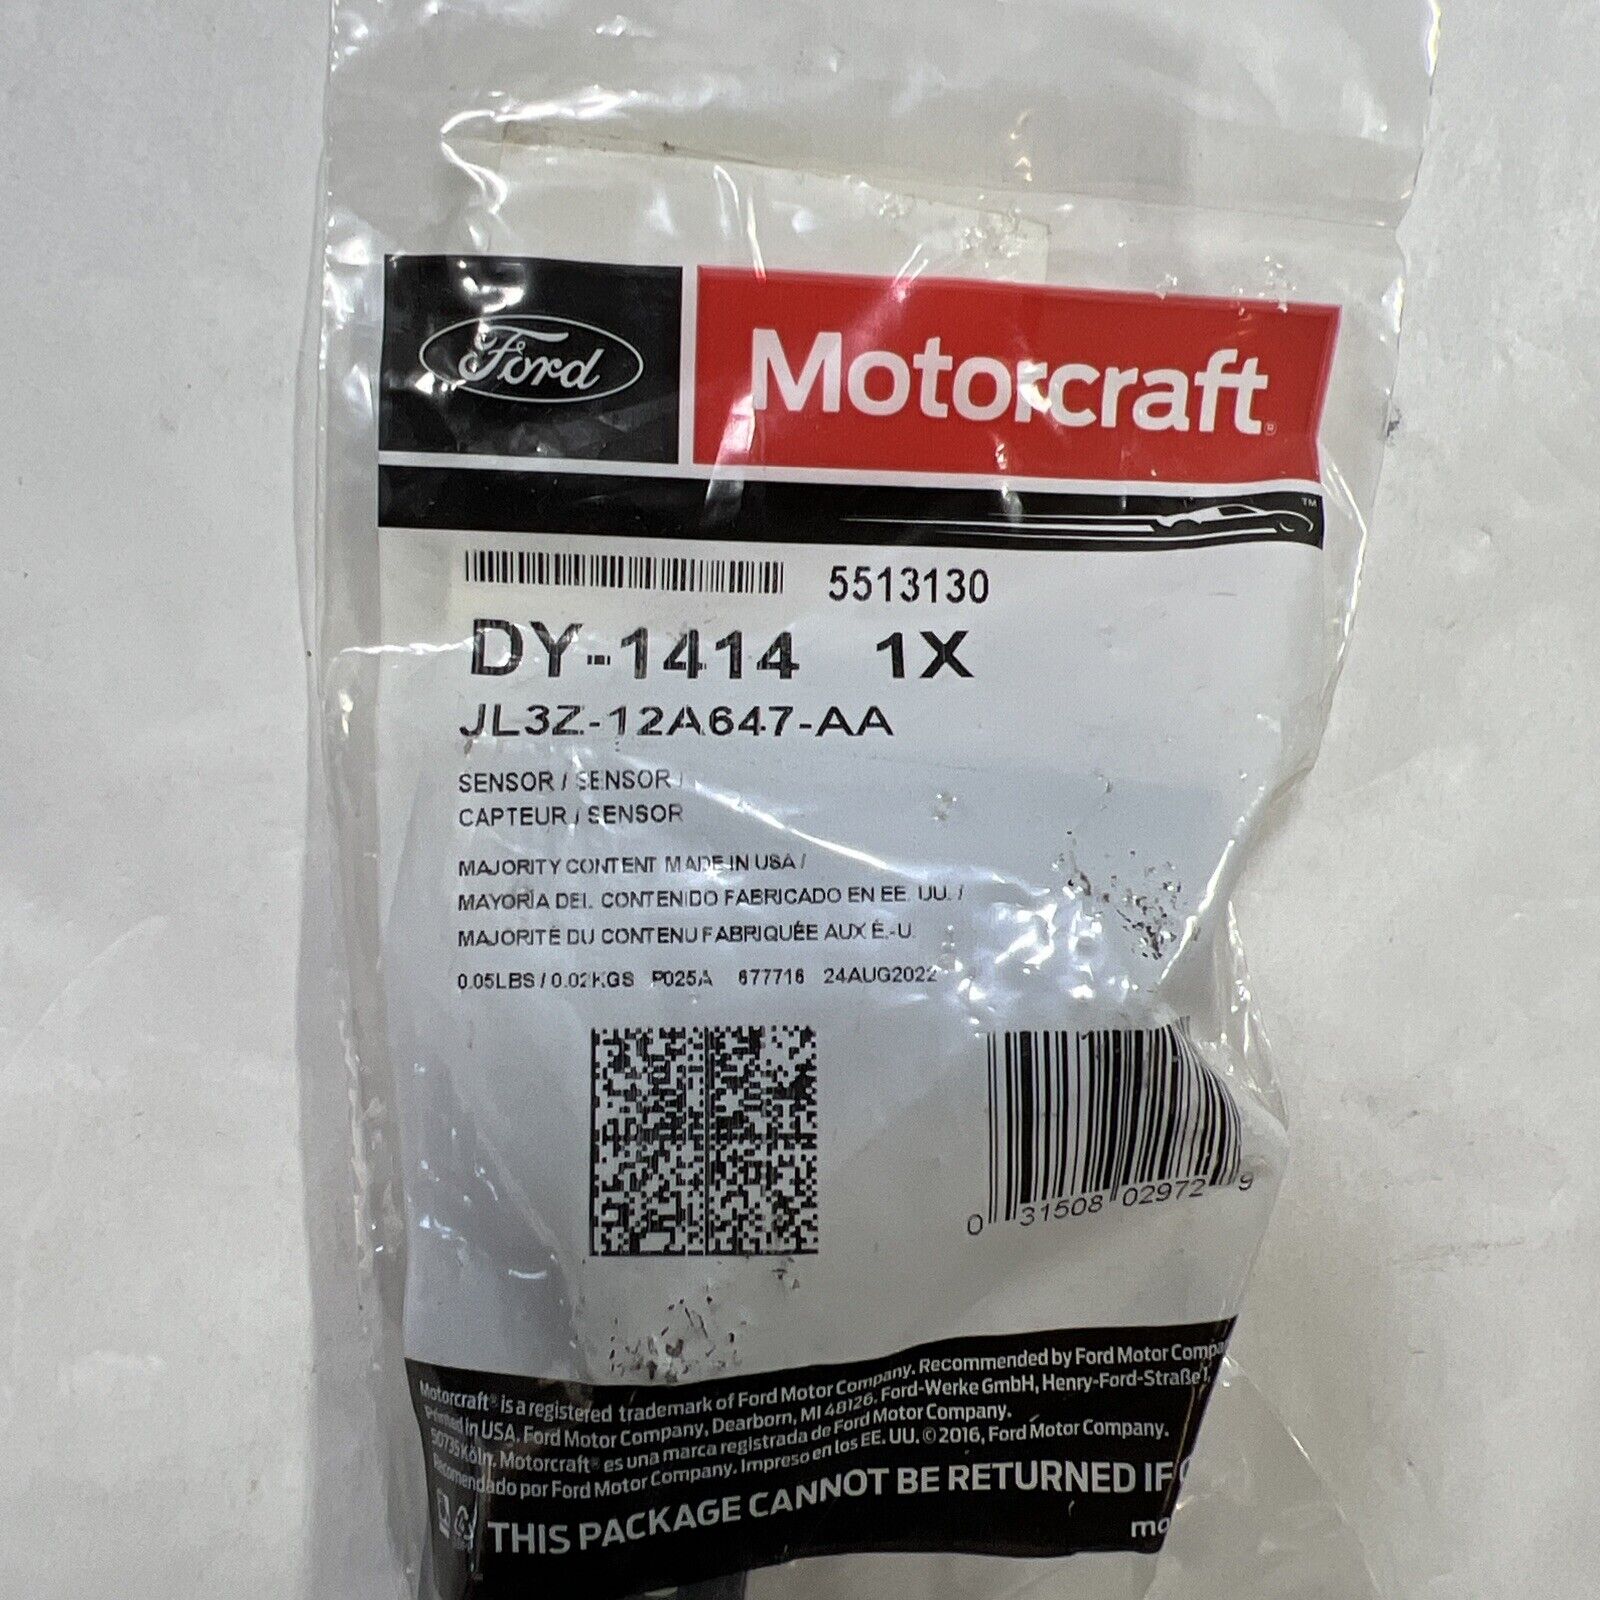 Ford
Motorcraft®
™
5513130
DY-1414 1X
JL3Z-12A647-AA
SENSOR / SENSOR /
CAPTEUR / SENSOR
MAJORITY CONTENT MADE IN USA /
MAYORÍA DEL CONTENIDO FABRICADO EN EE. UU. /
MAJORITÉ DU CONTENU FABRIQUÉE AUX É.-U.
0.05LBS / 0.02KGS P025A 677716 24AUG2022
0 31508 02972 9
Motorcraft® is a registered trademark of Ford Motor Company. Recommended by Ford Motor Compa
Printed in USA. Ford Motor Company, Dearborn, MI 48126. Ford-Werke GmbH, Henry-Ford-Straße 1,
50735 Köln. Motorcraft® es una marca registrada de Ford Motor Company.
Recomendado por Ford Motor Company. Impreso en los EE. UU. © 2016, Ford Motor Company.
THIS PACKAGE CANNOT BE RETURNED IF